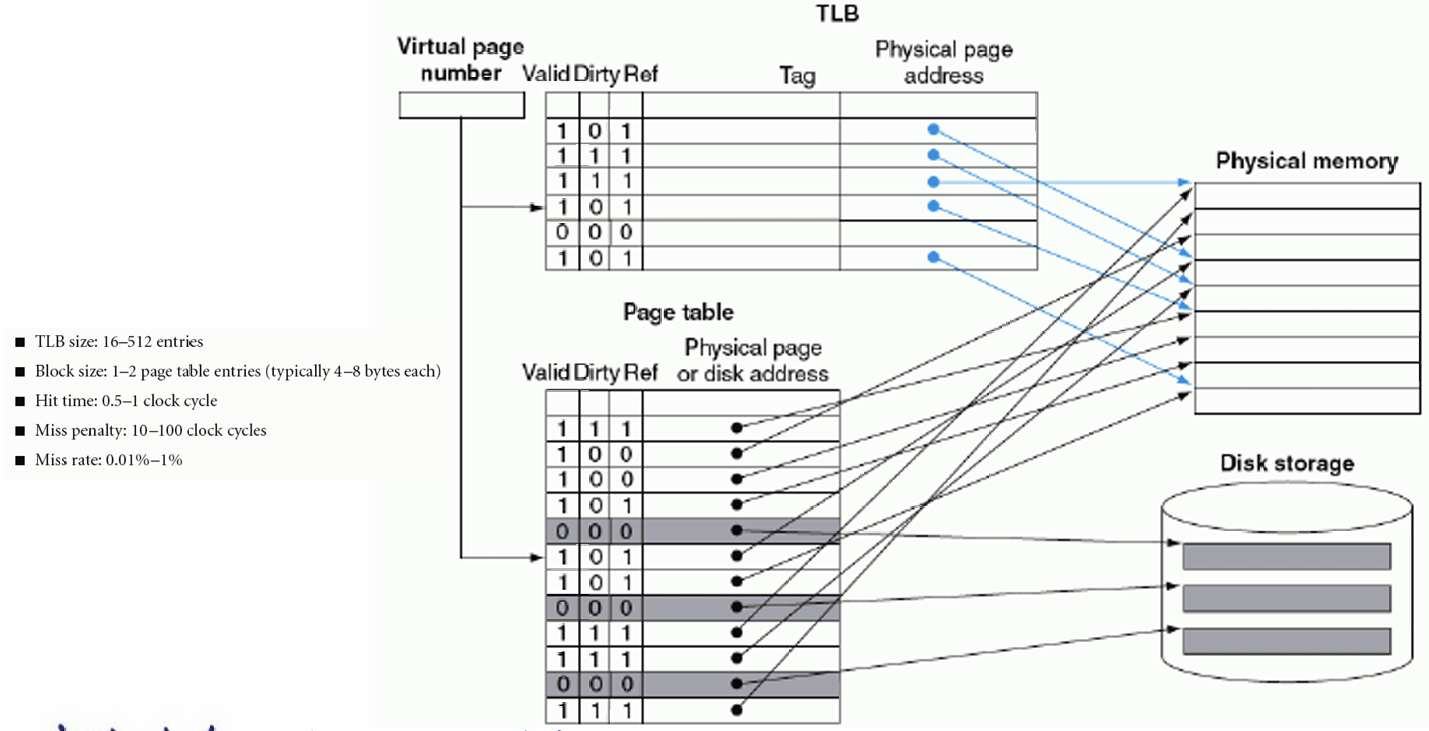 TLB
Virtual page number
Valid Dirty Ref
Tag
Physical page address
1 0 1
1 1 1
1 1 1
1 0 1
0 0 0
1 0 1
Physical memory
Page table
Physical page or disk address
Valid Dirty Ref
1 1 1
1 0 0
1 0 0
1 0 1
0 0 0
1 0 1
1 0 1
0 0 0
1 1 1
1 1 1
0 0 0
1 1 1
Disk storage
■ TLB size: 16–512 entries
■ Block size: 1–2 page table entries (typically 4–8 bytes each)
■ Hit time: 0.5–1 clock cycle
■ Miss penalty: 10–100 clock cycles
■ Miss rate: 0.01%–1%